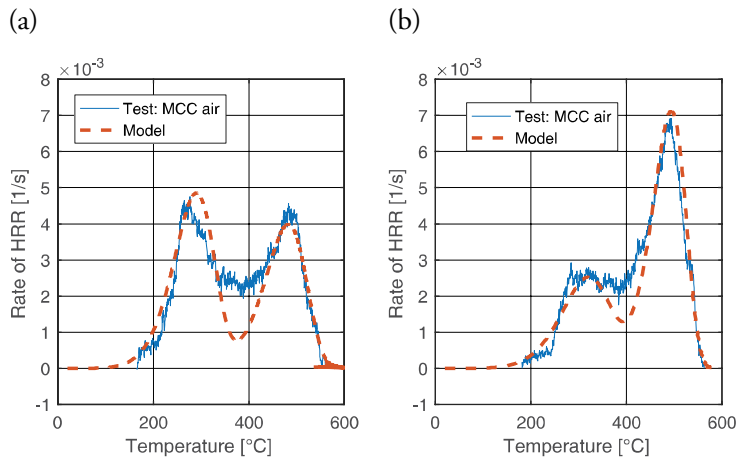 (a)
×10⁻³
8
7
6
5
4
3
2
1
0
-1
Rate of HRR [1/s]
Test: MCC air
Model
0 200 400 600
Temperature [°C]
(b)
×10⁻³
8
7
6
5
4
3
2
1
0
-1
Rate of HRR [1/s]
Test: MCC air
Model
0 200 400 600
Temperature [°C]